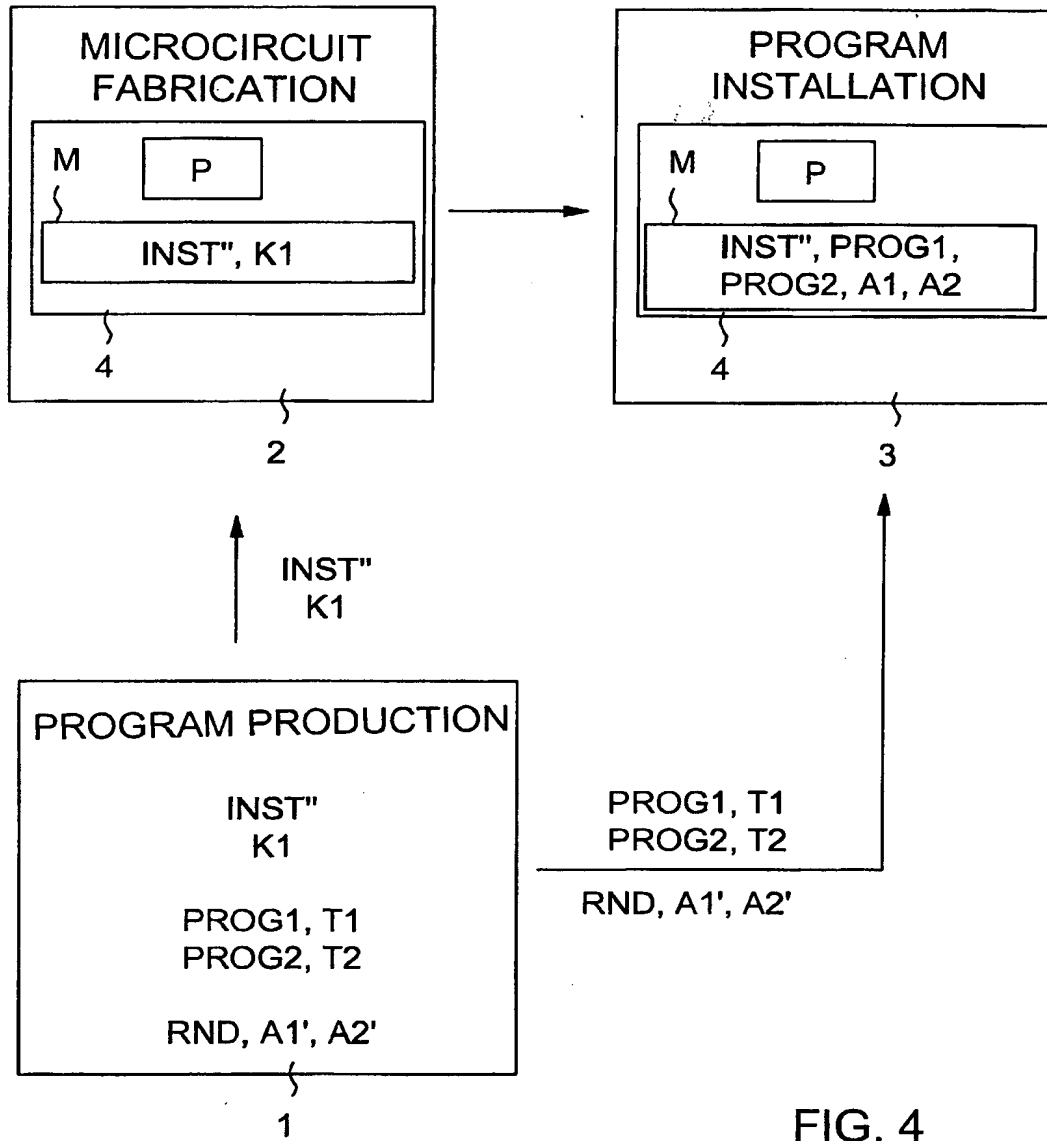 MICROCIRCUIT
FABRICATION
M
P
INST", K1
4
2
PROGRAM
INSTALLATION
M
P
INST", PROG1,
PROG2, A1, A2
4
3
INST"
K1
PROGRAM PRODUCTION
INST"
K1
PROG1, T1
PROG2, T2
RND, A1', A2'
1
PROG1, T1
PROG2, T2
RND, A1', A2'
FIG. 4